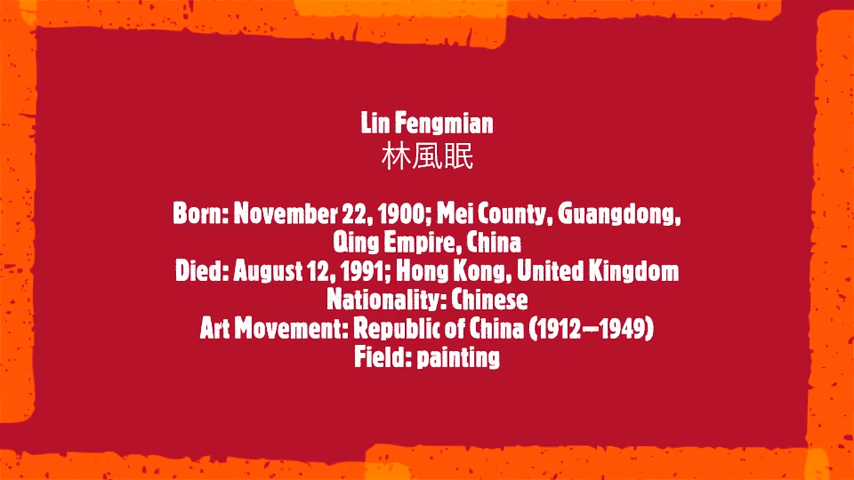 Lin Fengmian
林風眠
Born: November 22, 1900; Mei County, Guangdong,
Qing Empire, China
Died: August 12, 1991; Hong Kong, United Kingdom
Nationality: Chinese
Art Movement: Republic of China (1912–1949)
Field: painting